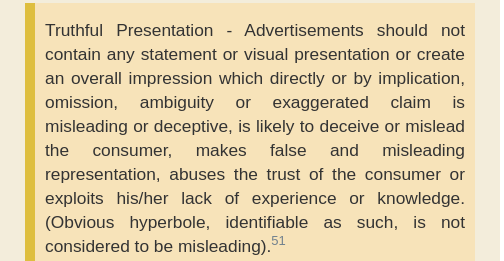 Truthful Presentation - Advertisements should not
contain any statement or visual presentation or create
an overall impression which directly or by implication,
omission, ambiguity or exaggerated claim is
misleading or deceptive, is likely to deceive or mislead
the consumer, makes false and misleading
representation, abuses the trust of the consumer or
exploits his/her lack of experience or knowledge.
(Obvious hyperbole, identifiable as such, is not
considered to be misleading).51